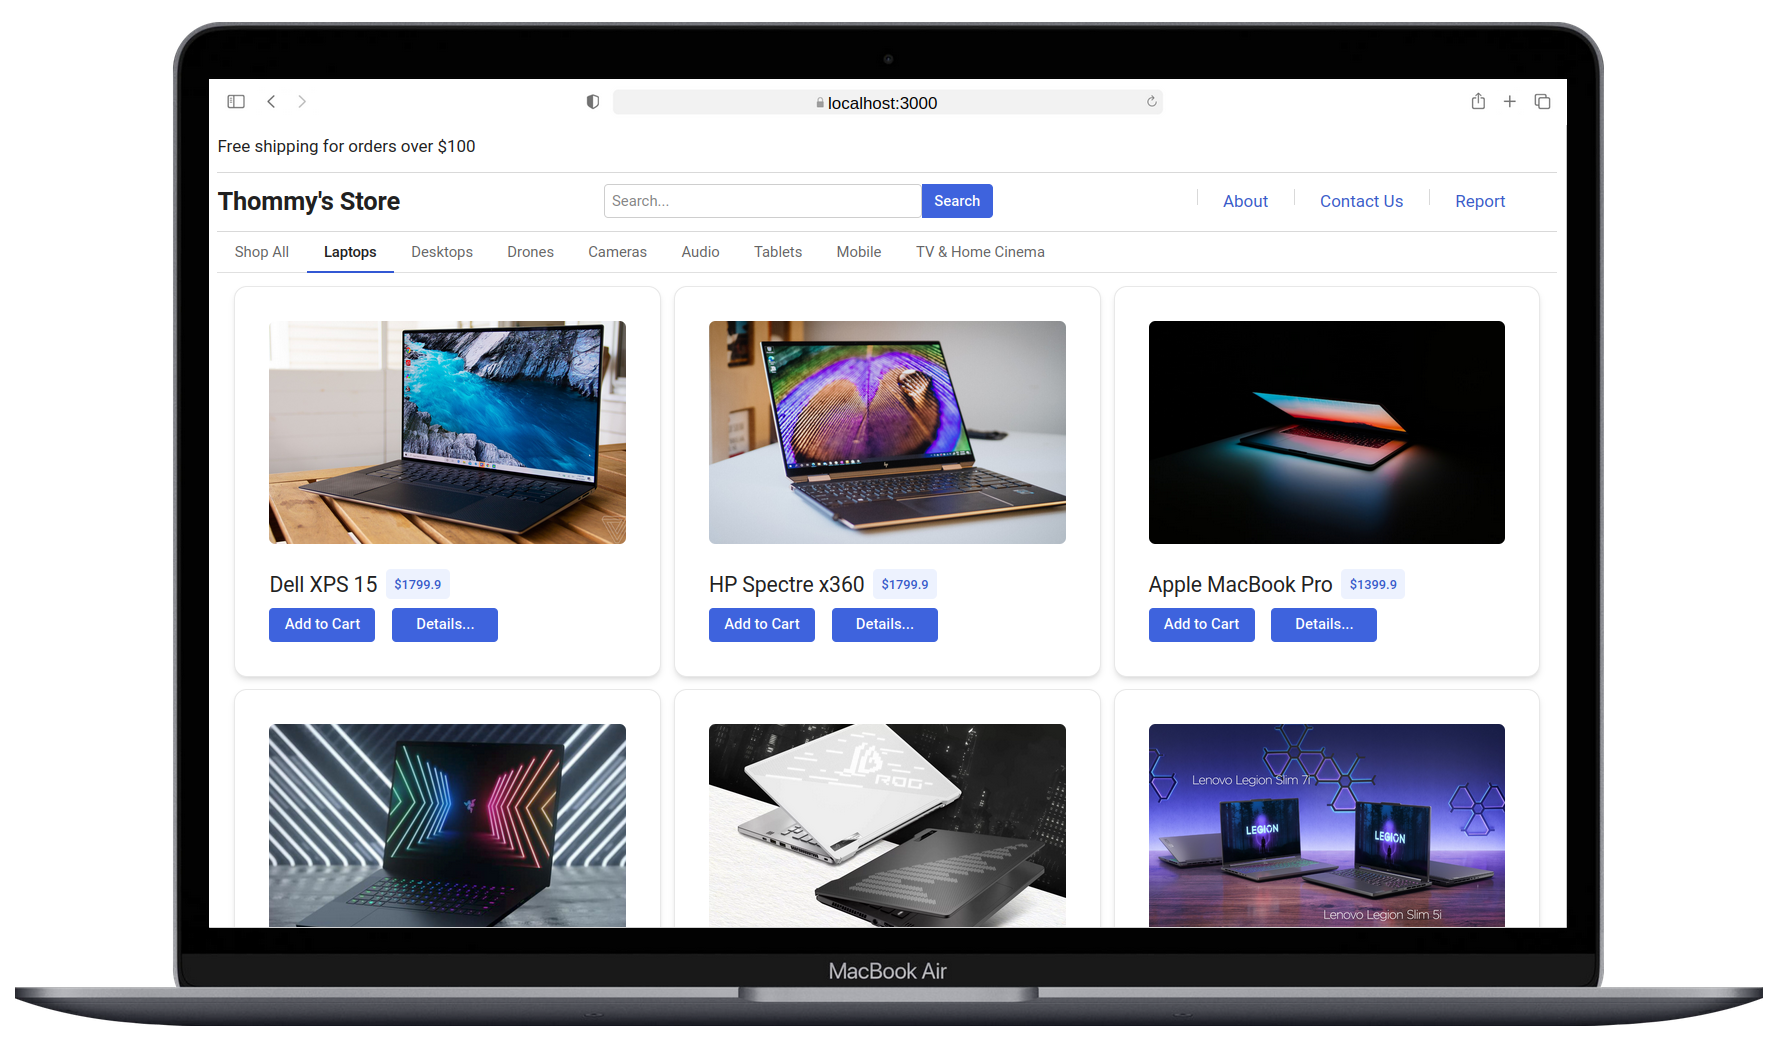 localhost:3000
Free shipping for orders over $100
Thommy's Store
Search...
Search
About
Contact Us
Report
Shop All
Laptops
Desktops
Drones
Cameras
Audio
Tablets
Mobile
TV & Home Cinema
Dell XPS 15
$1799.9
Add to Cart
Details...
HP Spectre x360
$1799.9
Add to Cart
Details...
Apple MacBook Pro
$1399.9
Add to Cart
Details...
ROG
Lenovo Legion Slim 7i
LEGION
LEGION
Lenovo Legion Slim 5i
MacBook Air